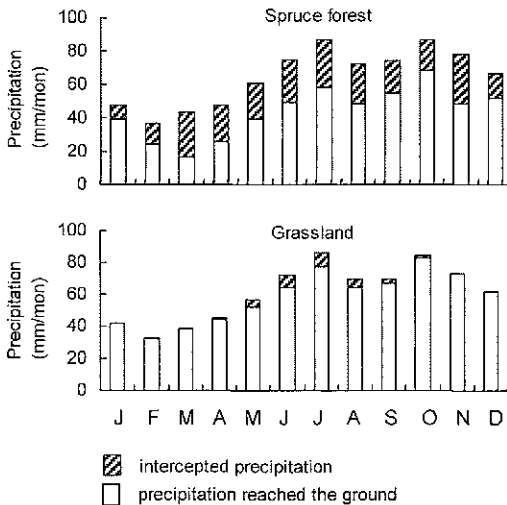 Spruce forest
Precipitation
(mm/mon)
100
80
60
40
20
0
Grassland
Precipitation
(mm/mon)
100
80
60
40
20
0
J F M A M J J A S O N D
intercepted precipitation
precipitation reached the ground